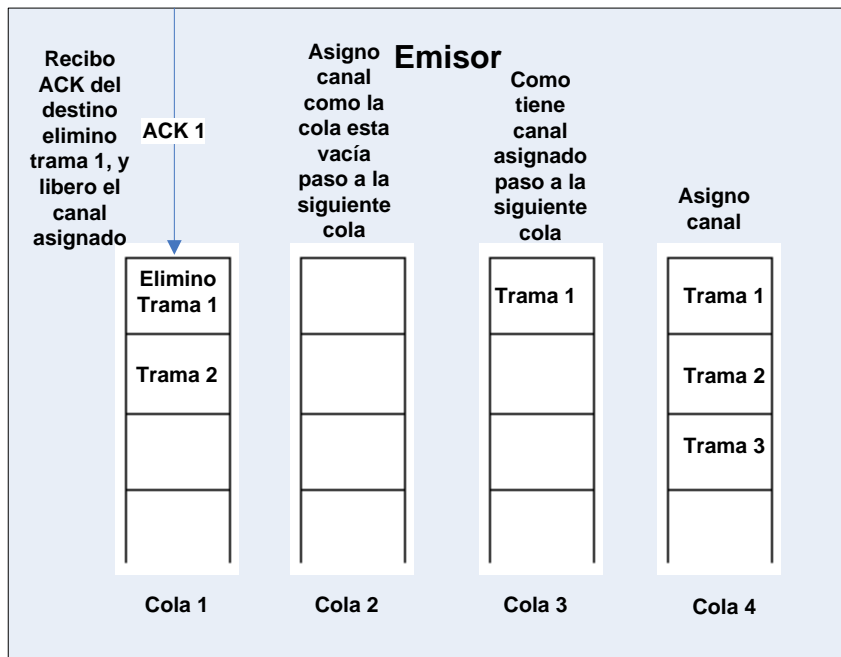 Emisor
Recibo
ACK del
destino
elimino
trama 1, y
libero el
canal
asignado
ACK 1
Asigno
canal
como la
cola esta
vacía
paso a la
siguiente
cola
Como
tiene
canal
asignado
paso a la
siguiente
cola
Asigno
canal
Elimino
Trama 1
Trama 2
Trama 1
Trama 1
Trama 2
Trama 3
Cola 1
Cola 2
Cola 3
Cola 4